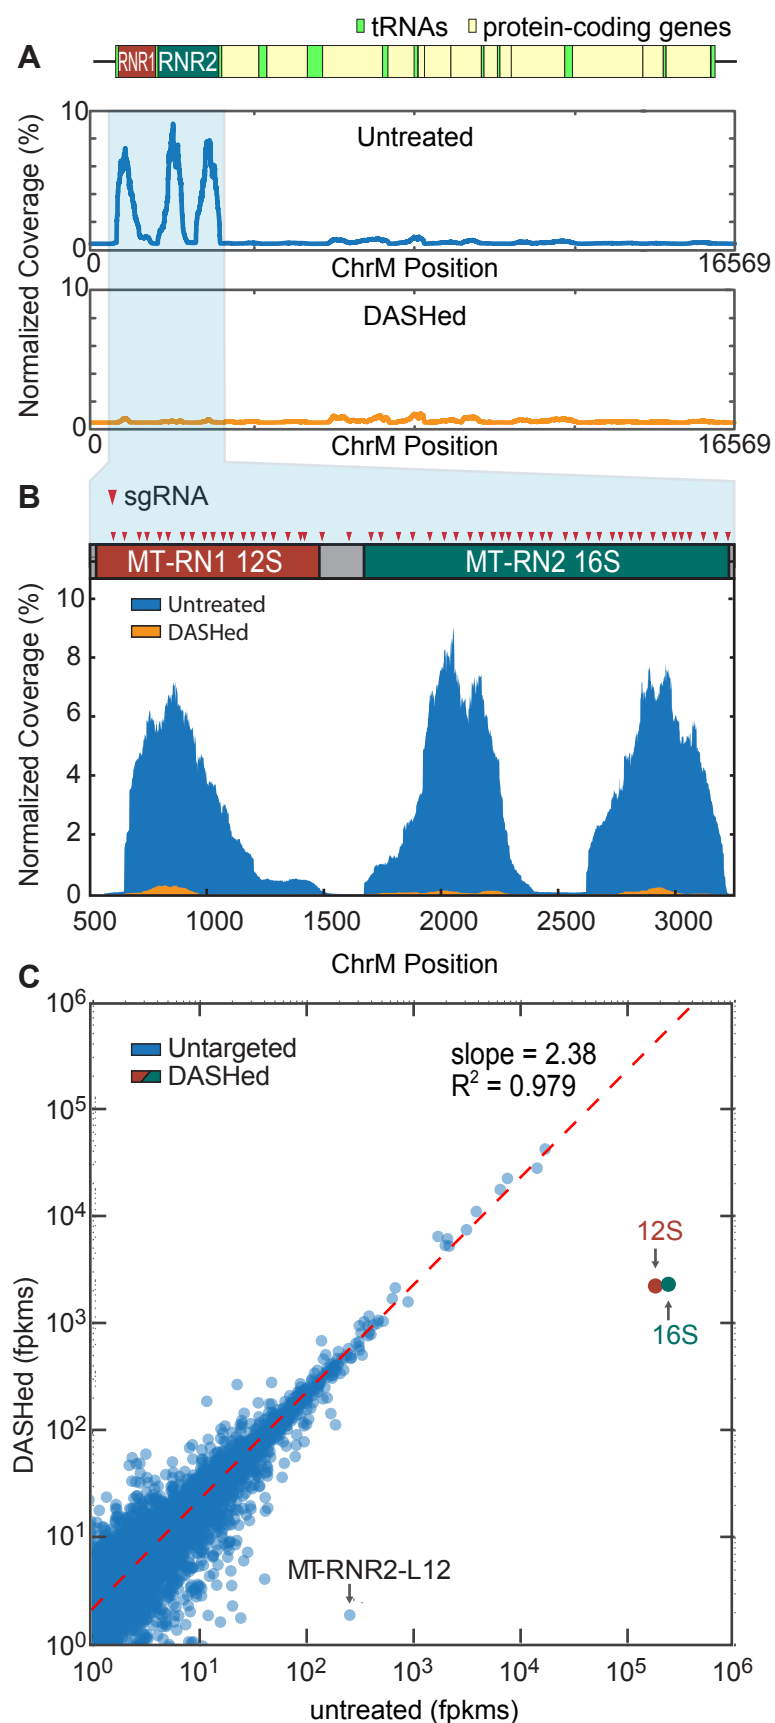 tRNAs protein-coding genes
A
RNR1 RNR2
Normalized Coverage (%)
10
Untreated
0
0 ChrM Position 16569
10
DASHed
0
0 ChrM Position 16569
B
sgRNA
MT-RN1 12S MT-RN2 16S
Normalized Coverage (%)
10
8
6
4
2
0
Untreated
DASHed
500 1000 1500 2000 2500 3000
ChrM Position
C
DASHed (fpkms)
10^6
10^5
10^4
10^3
10^2
10^1
10^0
Untargeted
DASHed
slope = 2.38
R² = 0.979
12S
16S
MT-RNR2-L12
10^0 10^1 10^2 10^3 10^4 10^5 10^6
untreated (fpkms)